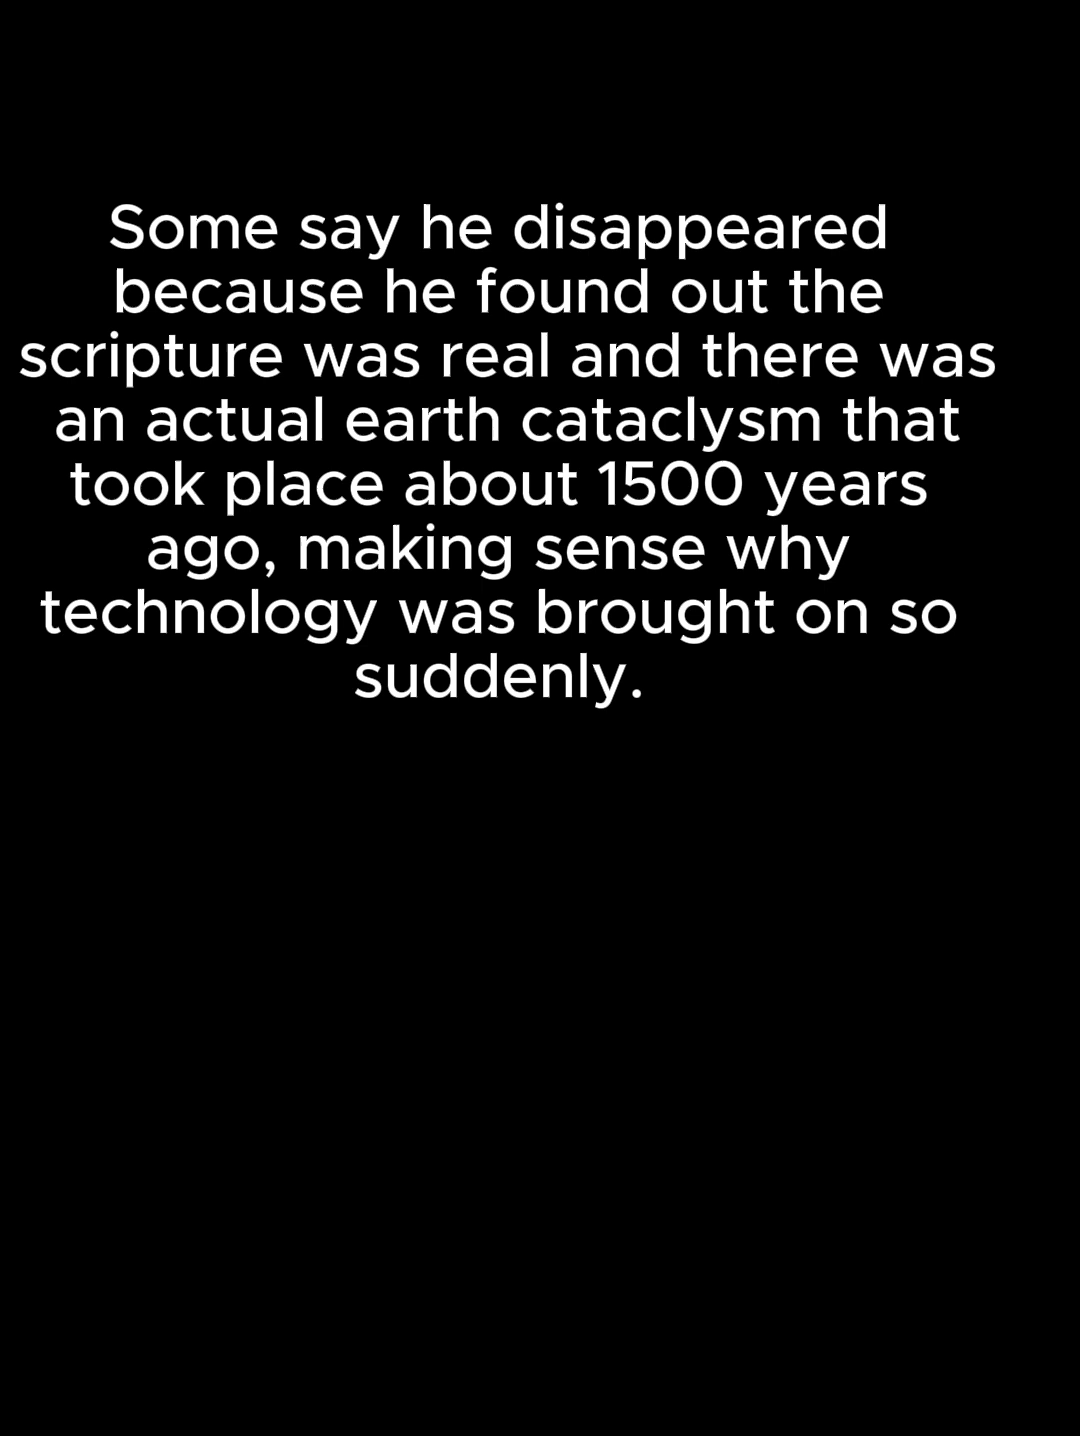 Some say he disappeared
because he found out the
scripture was real and there was
an actual earth cataclysm that
took place about 1500 years
ago, making sense why
technology was brought on so
suddenly.